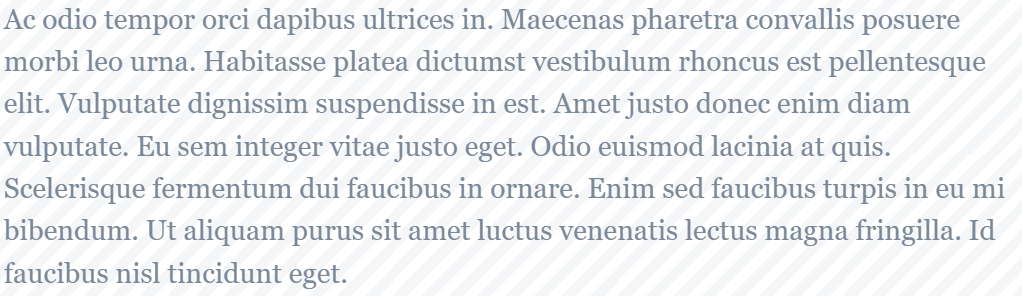 Ac odio tempor orci dapibus ultrices in. Maecenas pharetra convallis posuere
morbi leo urna. Habitasse platea dictumst vestibulum rhoncus est pellentesque
elit. Vulputate dignissim suspendisse in est. Amet justo donec enim diam
vulputate. Eu sem integer vitae justo eget. Odio euismod lacinia at quis.
Scelerisque fermentum dui faucibus in ornare. Enim sed faucibus turpis in eu mi
bibendum. Ut aliquam purus sit amet luctus venenatis lectus magna fringilla. Id
faucibus nisl tincidunt eget.